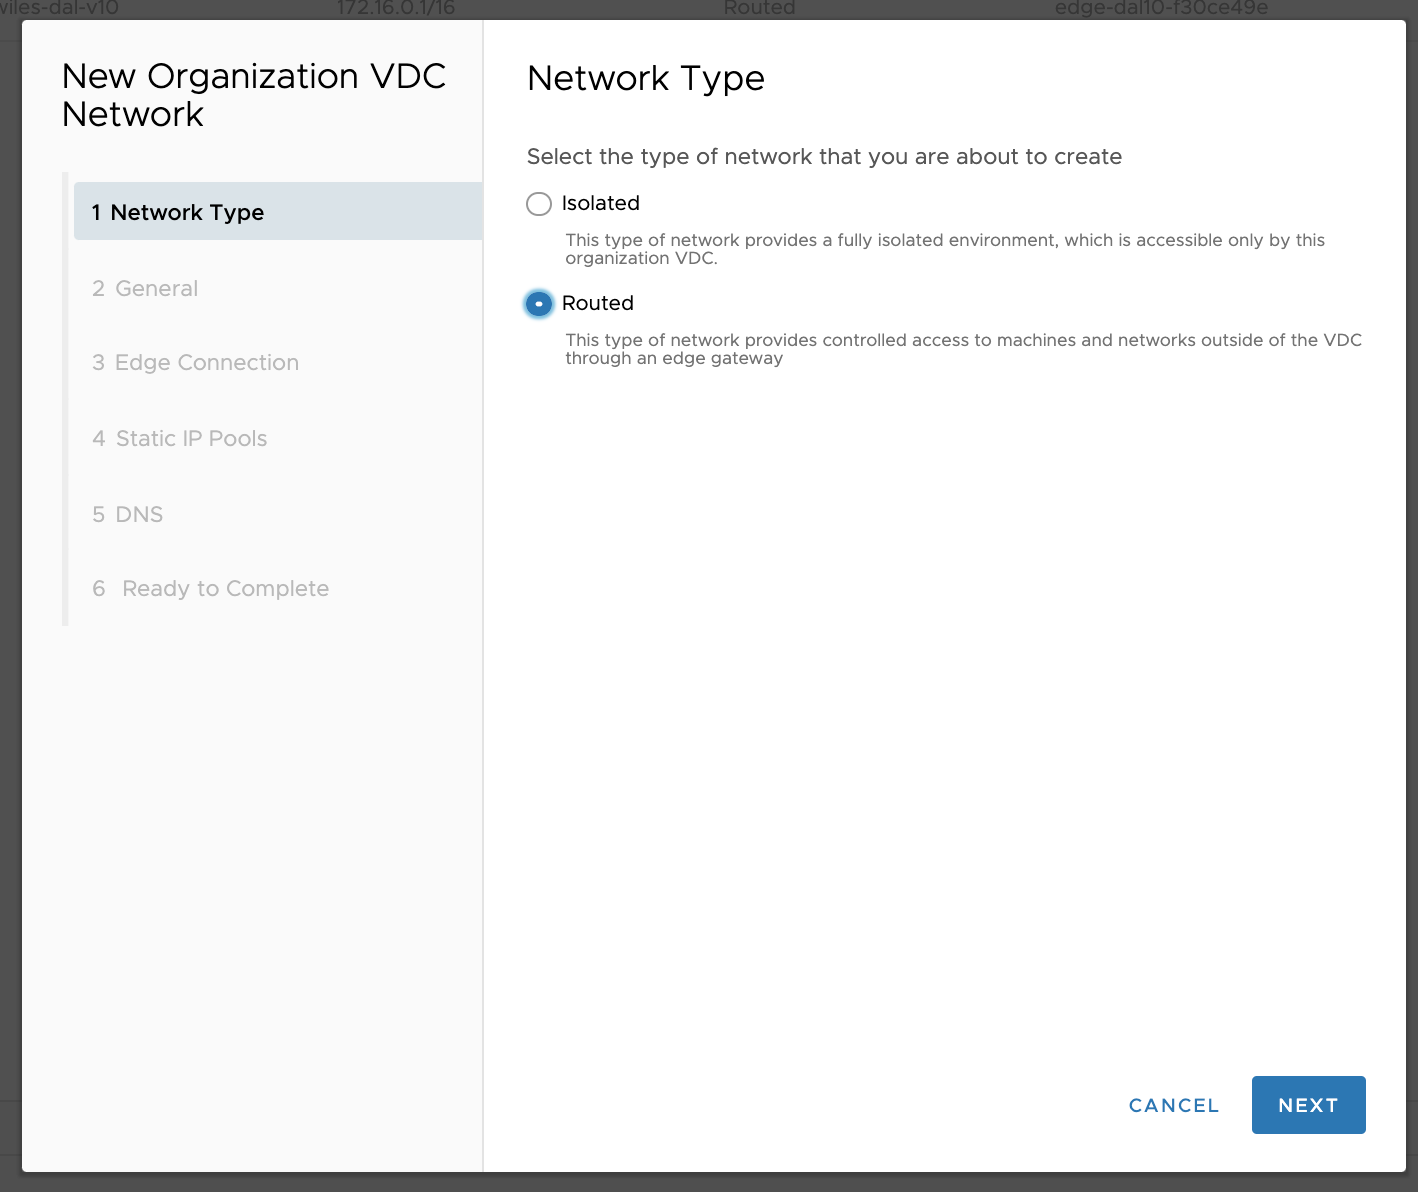 172.16.0.1/16 Routed edge-dal10-f30ce49e
New Organization VDC
Network
1 Network Type
2 General
3 Edge Connection
4 Static IP Pools
5 DNS
6 Ready to Complete
Network Type
Select the type of network that you are about to create
Isolated
This type of network provides a fully isolated environment, which is accessible only by this
organization VDC.
Routed
This type of network provides controlled access to machines and networks outside of the VDC
through an edge gateway
CANCEL
NEXT